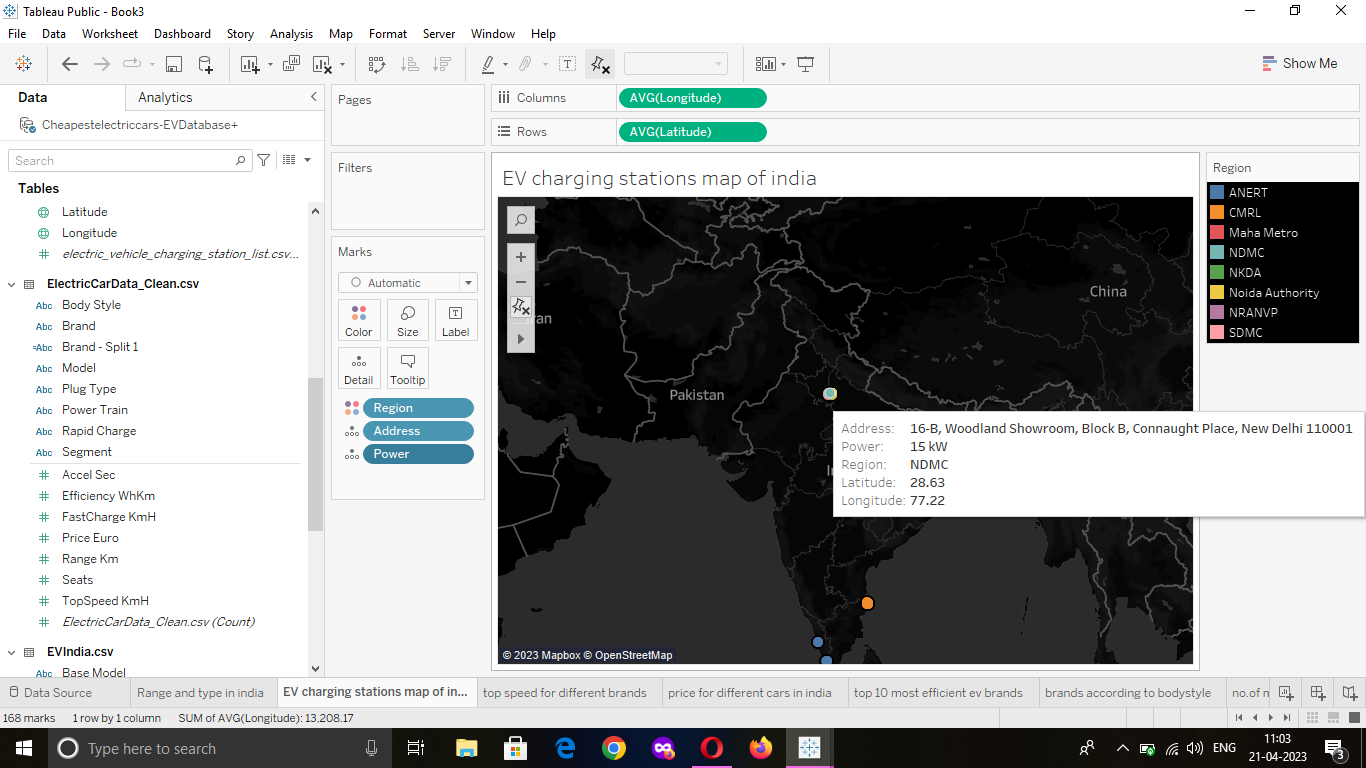 Tableau Public - Book3
File Data Worksheet Dashboard Story Analysis Map Format Server Window Help
Show Me
Data Analytics
Cheapestelectriccars-EVDatabase+
Search
Tables
Latitude
Longitude
electric_vehicle_charging_station_list.csv...
ElectricCarData_Clean.csv
Abc Body Style
Abc Brand
=Abc Brand - Split 1
Abc Model
Abc Plug Type
Abc Power Train
Abc Rapid Charge
Abc Segment
# Accel Sec
# Efficiency WhKm
# FastCharge KmH
# Price Euro
# Range Km
# Seats
# TopSpeed KmH
# ElectricCarData_Clean.csv (Count)
EVIndia.csv
Abc Base Model
Pages
Filters
Marks
Automatic
Color Size Label
Detail Tooltip
Region
Address
Power
Columns AVG(Longitude)
Rows AVG(Latitude)
EV charging stations map of india
China
Pakistan
Address: 16-B, Woodland Showroom, Block B, Connaught Place, New Delhi 110001
Power: 15 kW
Region: NDMC
Latitude: 28.63
Longitude: 77.22
© 2023 Mapbox © OpenStreetMap
Region
ANERT
CMRL
Maha Metro
NDMC
NKDA
Noida Authority
NRANVP
SDMC
Data Source Range and type in india EV charging stations map of in... top speed for different brands price for different cars in india top 10 most efficient ev brands brands according to bodystyle no.of
168 marks 1 row by 1 column SUM of AVG(Longitude): 13,208.17
Type here to search
ENG
11:03
21-04-2023
3